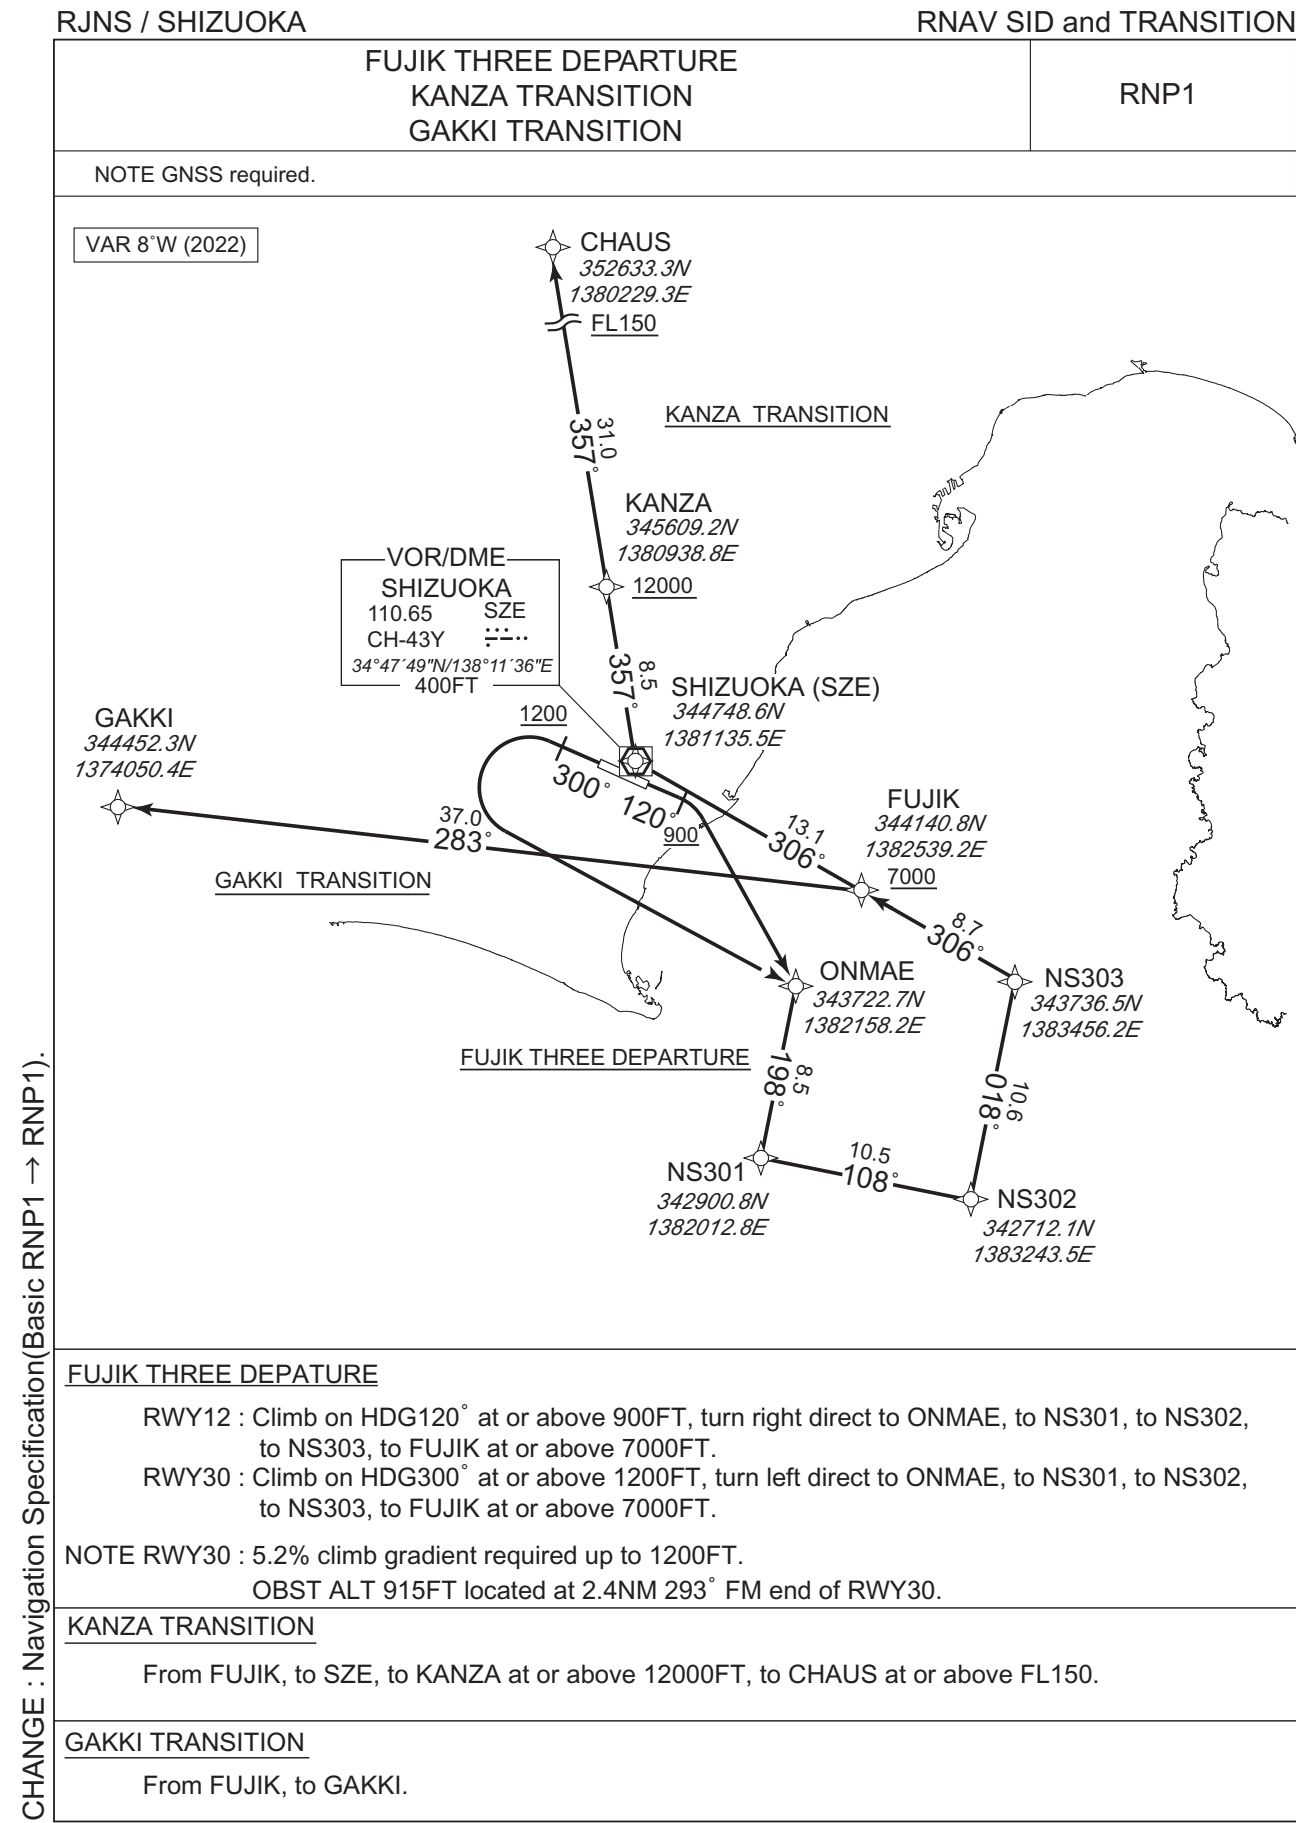 RJNS / SHIZUOKA
RNAV SID and TRANSITION
FUJIK THREE DEPARTURE
KANZA TRANSITION
GAKKI TRANSITION
RNP1
NOTE GNSS required.
VAR 8˚W (2022)
CHAUS
352633.3N
1380229.3E
FL150
31.0
357˚
KANZA TRANSITION
KANZA
345609.2N
1380938.8E
12000
VOR/DME
SHIZUOKA
110.65 SZE
CH-43Y
34°47´49"N/138°11´36"E
400FT
8.5
357˚
SHIZUOKA (SZE)
344748.6N
1381135.5E
1200
GAKKI
344452.3N
1374050.4E
300˚
120˚
900
37.0
283˚
13.1
306˚
FUJIK
344140.8N
1382539.2E
7000
GAKKI TRANSITION
8.7
306˚
ONMAE
343722.7N
1382158.2E
NS303
343736.5N
1383456.2E
FUJIK THREE DEPARTURE
8.5
198˚
10.6
018˚
10.5
108˚
NS301
342900.8N
1382012.8E
NS302
342712.1N
1383243.5E
FUJIK THREE DEPATURE
RWY12 : Climb on HDG120˚ at or above 900FT, turn right direct to ONMAE, to NS301, to NS302,
to NS303, to FUJIK at or above 7000FT.
RWY30 : Climb on HDG300˚ at or above 1200FT, turn left direct to ONMAE, to NS301, to NS302,
to NS303, to FUJIK at or above 7000FT.
NOTE RWY30 : 5.2% climb gradient required up to 1200FT.
OBST ALT 915FT located at 2.4NM 293˚ FM end of RWY30.
KANZA TRANSITION
From FUJIK, to SZE, to KANZA at or above 12000FT, to CHAUS at or above FL150.
GAKKI TRANSITION
From FUJIK, to GAKKI.
CHANGE : Navigation Specification(Basic RNP1 → RNP1).